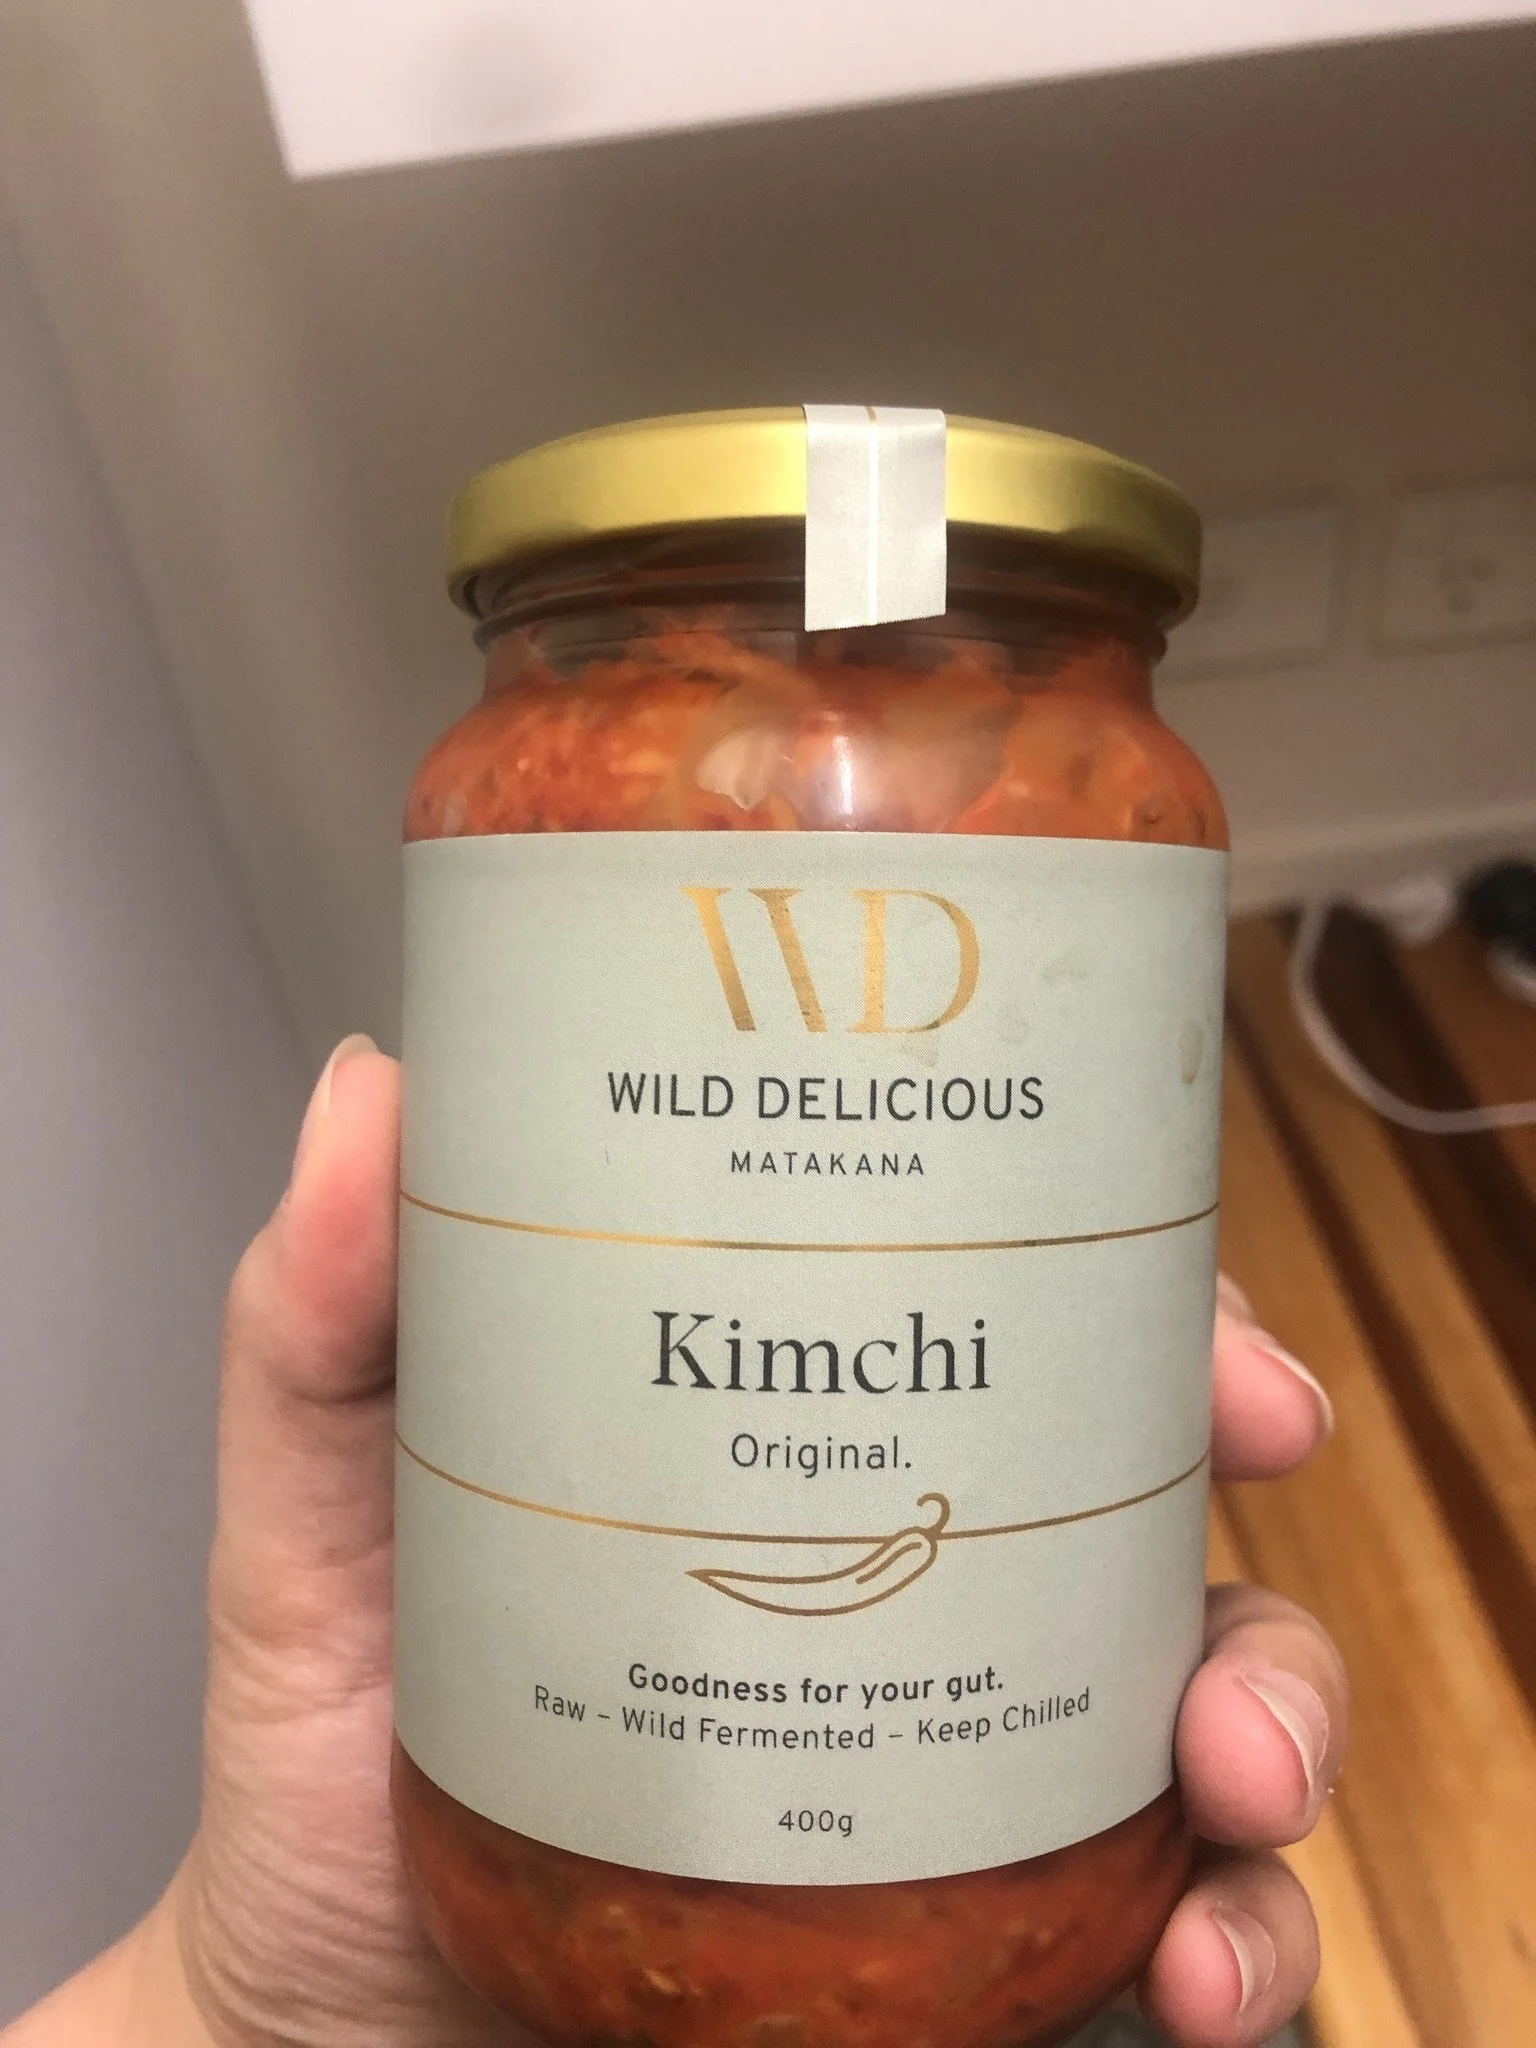 WD
WILD DELICIOUS
MATAKANA
Kimchi
Original.
Goodness for your gut.
Raw – Wild Fermented – Keep Chilled
400g